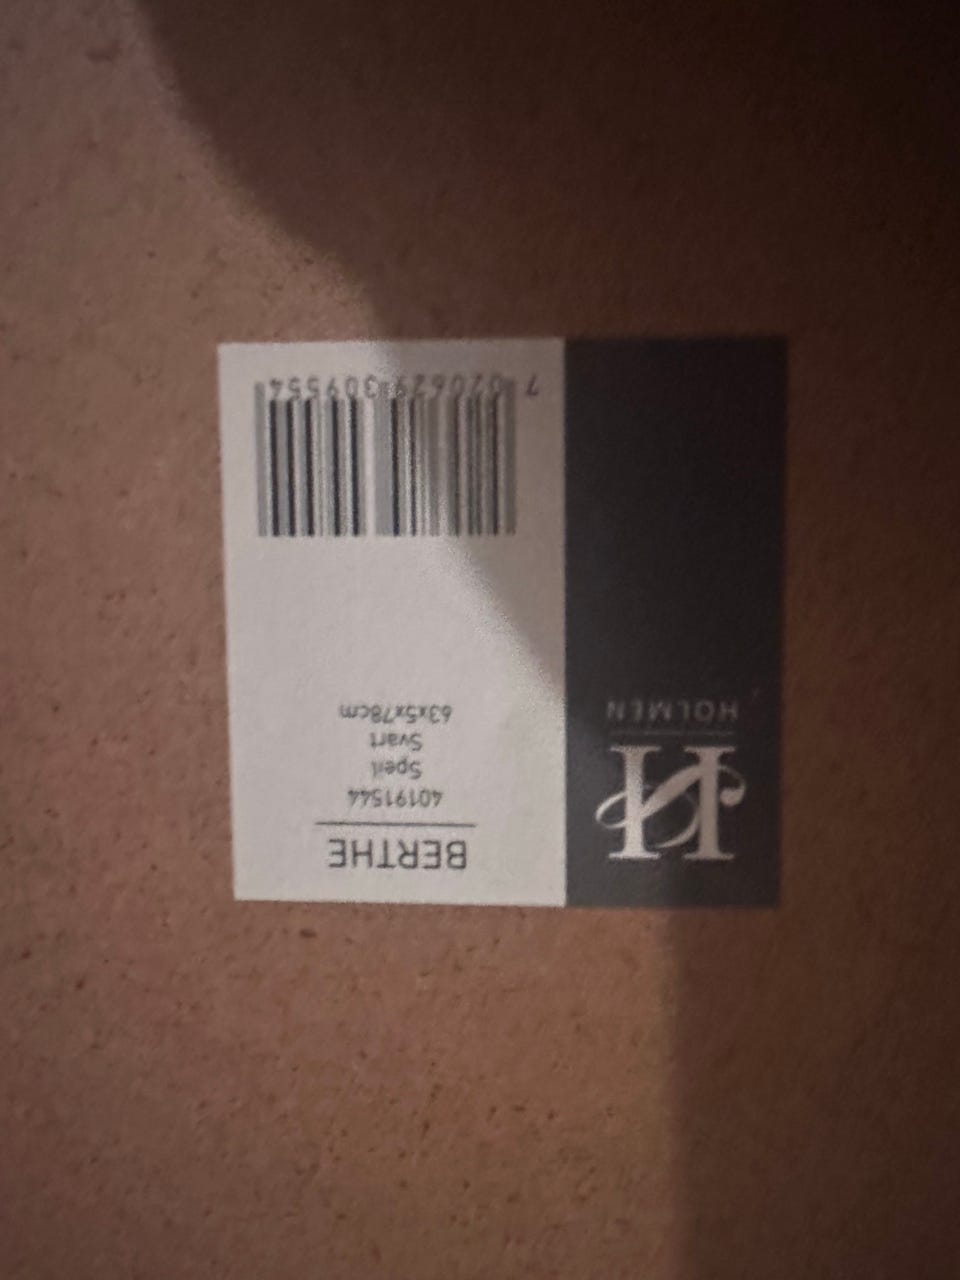 H
HOLMEN
BERTHE
40191544
Speil
Svart
63x5x78cm
7 020629 309554